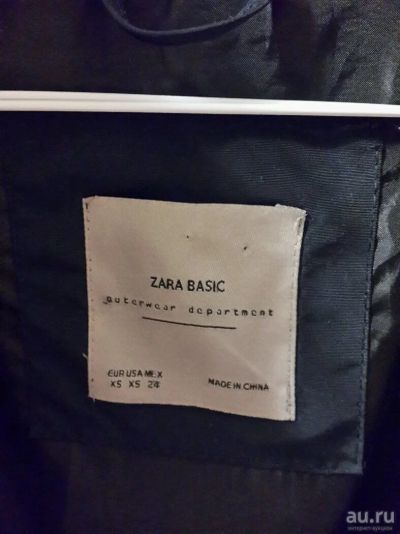 ZARA BASIC
outerwear department
EUR USA MEX
XS XS 24
MADE IN CHINA
au.ru
интернет-аукцион